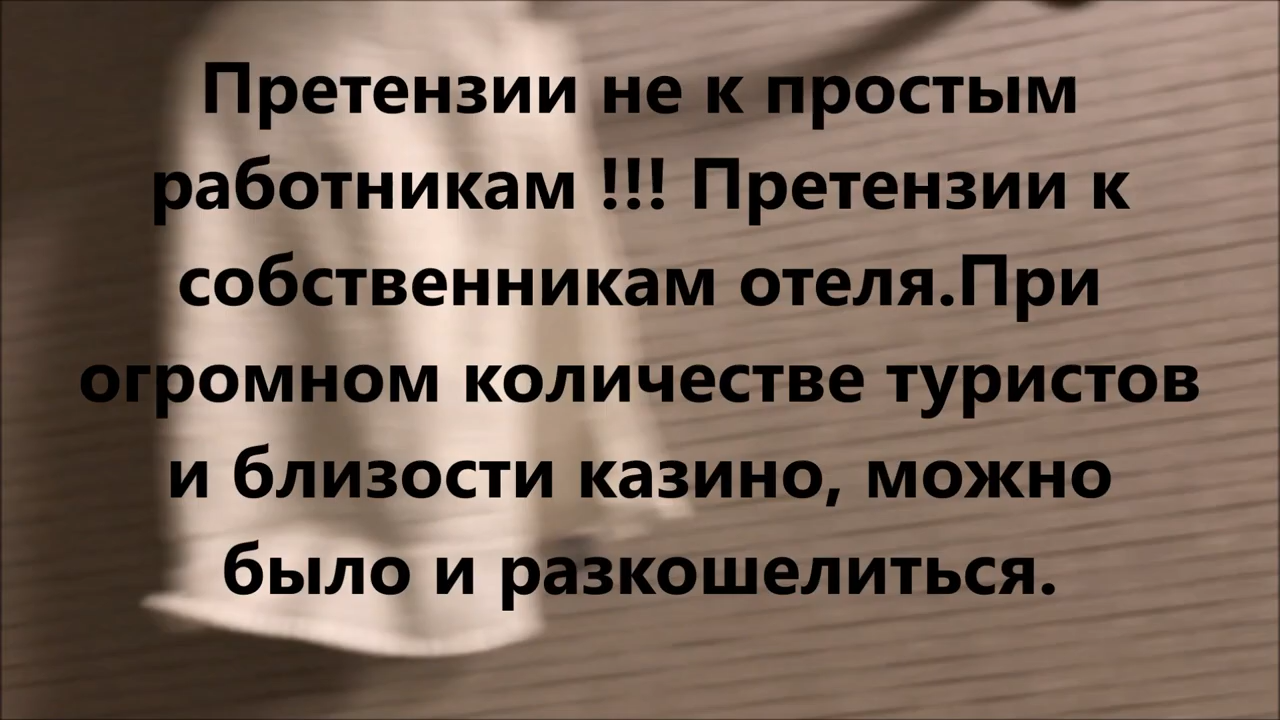 Претензии не к простым
работникам !!! Претензии к
собственникам отеля.При
огромном количестве туристов
и близости казино, можно
было и разкошелиться.